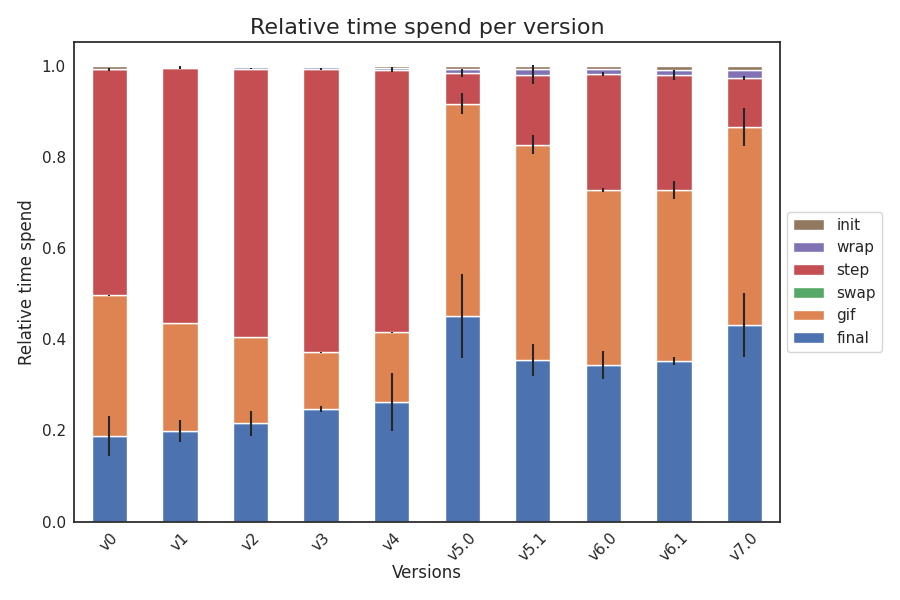 Relative time spend per version
1.0
0.8
0.6
0.4
0.2
0.0
Relative time spend
v0
v1
v2
v3
v4
v5.0
v5.1
v6.0
v6.1
v7.0
Versions
init
wrap
step
swap
gif
final